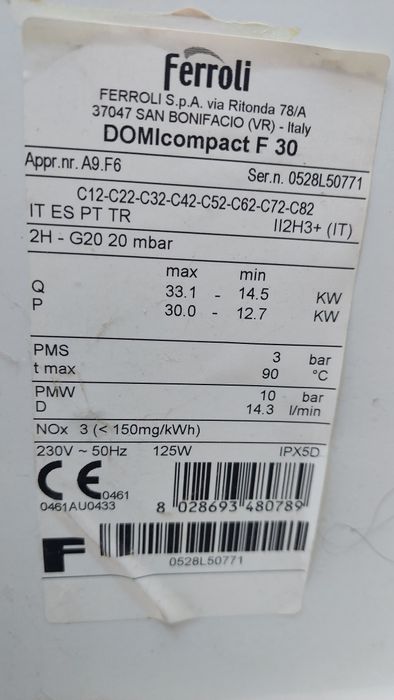 Ferroli
FERROLI S.p.A. via Ritonda 78/A
37047 SAN BONIFACIO (VR) - Italy
DOMIcompact F 30
Appr.nr. A9.F6 Ser.n. 0528L50771
C12-C22-C32-C42-C52-C62-C72-C82
IT ES PT TR II2H3+ (IT)
2H - G20 20 mbar
max min
Q 33.1 - 14.5 KW
P 30.0 - 12.7 KW
PMS 3 bar
t max 90 °C
PMW 10 bar
D 14.3 l/min
NOx 3 (< 150mg/kWh)
230V ~ 50Hz 125W IPX5D
CE 0461
0461AU0433 8 028693 480789
F
0528L50771